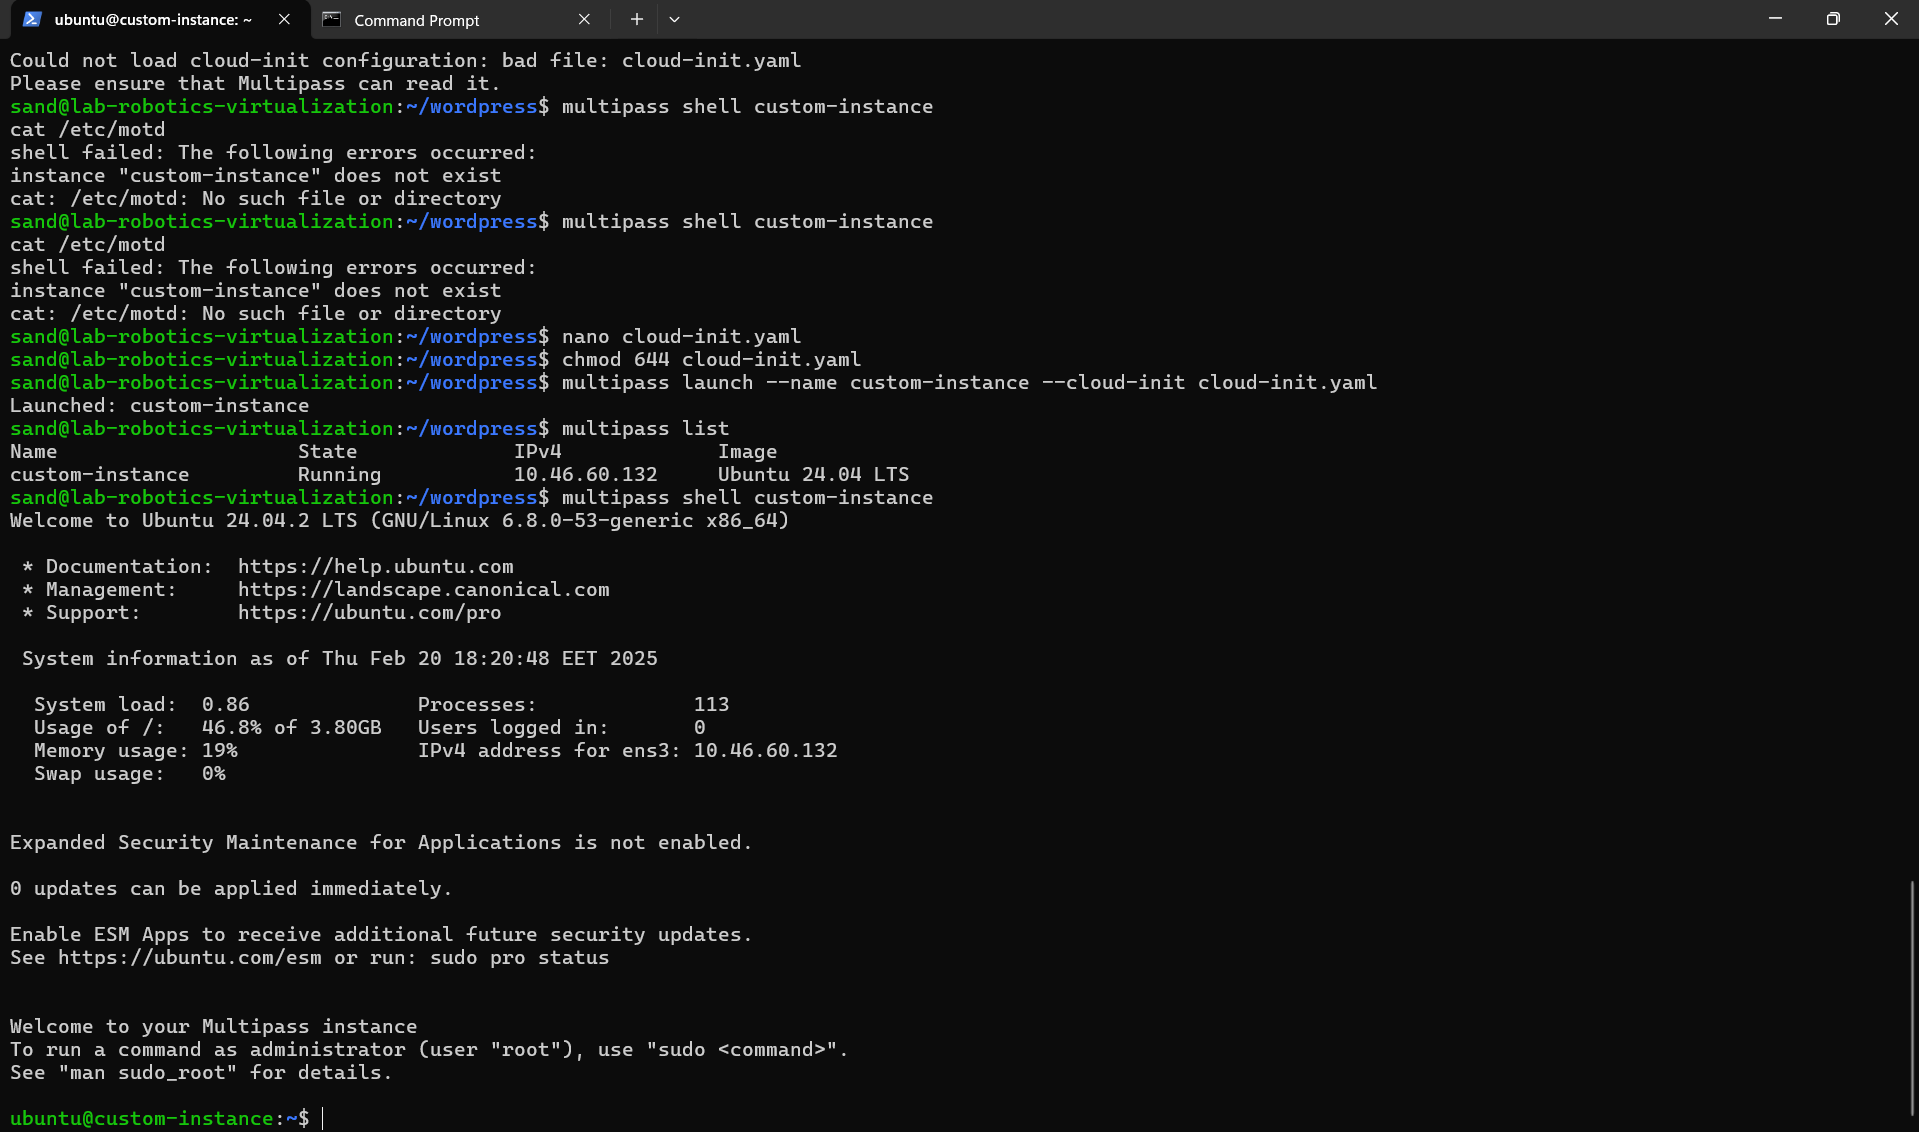 ubuntu@custom-instance: ~
Command Prompt
Could not load cloud-init configuration: bad file: cloud-init.yaml
Please ensure that Multipass can read it.
sand@lab-robotics-virtualization:~/wordpress$ multipass shell custom-instance
cat /etc/motd
shell failed: The following errors occurred:
instance "custom-instance" does not exist
cat: /etc/motd: No such file or directory
sand@lab-robotics-virtualization:~/wordpress$ multipass shell custom-instance
cat /etc/motd
shell failed: The following errors occurred:
instance "custom-instance" does not exist
cat: /etc/motd: No such file or directory
sand@lab-robotics-virtualization:~/wordpress$ nano cloud-init.yaml
sand@lab-robotics-virtualization:~/wordpress$ chmod 644 cloud-init.yaml
sand@lab-robotics-virtualization:~/wordpress$ multipass launch --name custom-instance --cloud-init cloud-init.yaml
Launched: custom-instance
sand@lab-robotics-virtualization:~/wordpress$ multipass list
Name                    State             IPv4             Image
custom-instance         Running           10.46.60.132     Ubuntu 24.04 LTS
sand@lab-robotics-virtualization:~/wordpress$ multipass shell custom-instance
Welcome to Ubuntu 24.04.2 LTS (GNU/Linux 6.8.0-53-generic x86_64)
 * Documentation:  https://help.ubuntu.com
 * Management:     https://landscape.canonical.com
 * Support:        https://ubuntu.com/pro
 System information as of Thu Feb 20 18:20:48 EET 2025
  System load:  0.86              Processes:             113
  Usage of /:   46.8% of 3.80GB   Users logged in:       0
  Memory usage: 19%               IPv4 address for ens3: 10.46.60.132
  Swap usage:   0%
Expanded Security Maintenance for Applications is not enabled.
0 updates can be applied immediately.
Enable ESM Apps to receive additional future security updates.
See https://ubuntu.com/esm or run: sudo pro status
Welcome to your Multipass instance
To run a command as administrator (user "root"), use "sudo <command>".
See "man sudo_root" for details.
ubuntu@custom-instance:~$